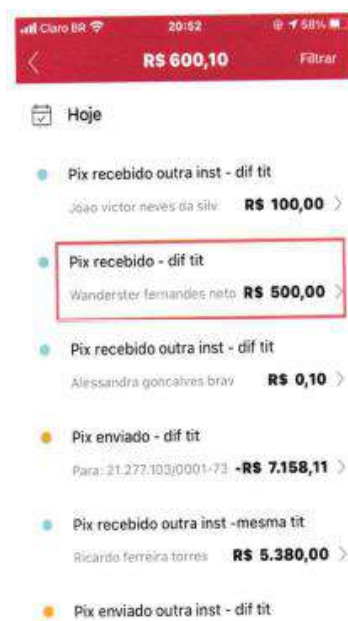 Claro BR 20:52 58%
R$ 600,10 Filtrar
Hoje
Pix recebido outra inst - dif tit
Joao victor neves da silv R$ 100,00
Pix recebido - dif tit
Wanderster fernandes neto R$ 500,00
Pix recebido outra inst - dif tit
Alessandra goncalves brav R$ 0,10
Pix enviado - dif tit
Para: 21.277.103/0001-73 -R$ 7.158,11
Pix recebido outra inst -mesma tit
Ricardo ferreira torres R$ 5.380,00
Pix enviado outra inst - dif tit